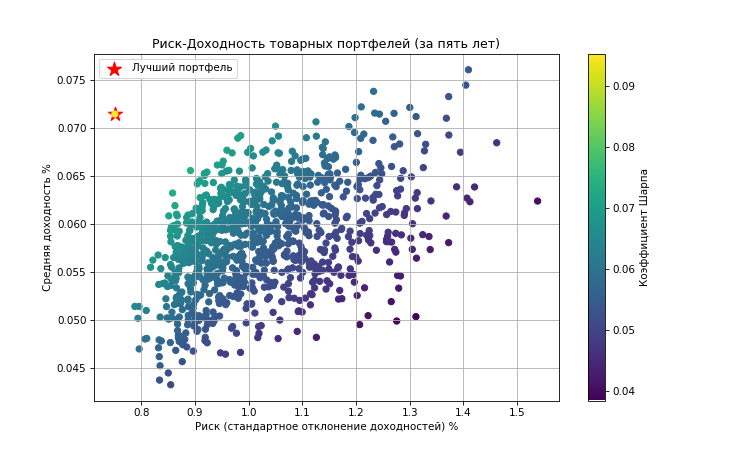 Риск-Доходность товарных портфелей (за пять лет)
Лучший портфель
Средняя доходность %
0.075
0.070
0.065
0.060
0.055
0.050
0.045
0.8 0.9 1.0 1.1 1.2 1.3 1.4 1.5
Риск (стандартное отклонение доходностей) %
0.09
0.08
0.07
0.06
0.05
0.04
Коэффициент Шарпа